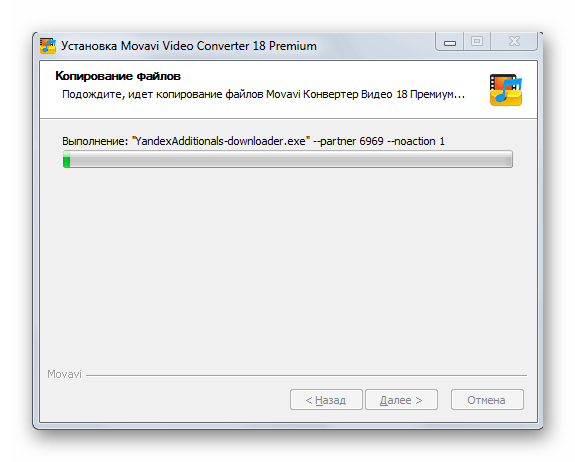 Установка Movavi Video Converter 18 Premium
Копирование файлов
Подождите, идет копирование файлов Movavi Конвертер Видео 18 Премиум...
Выполнение: "YandexAdditionals-downloader.exe" --partner 6969 --noaction 1
Movavi
< Назад
Далее >
Отмена